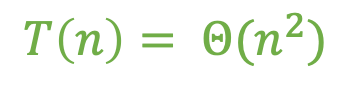 T(n) = Θ(n²)